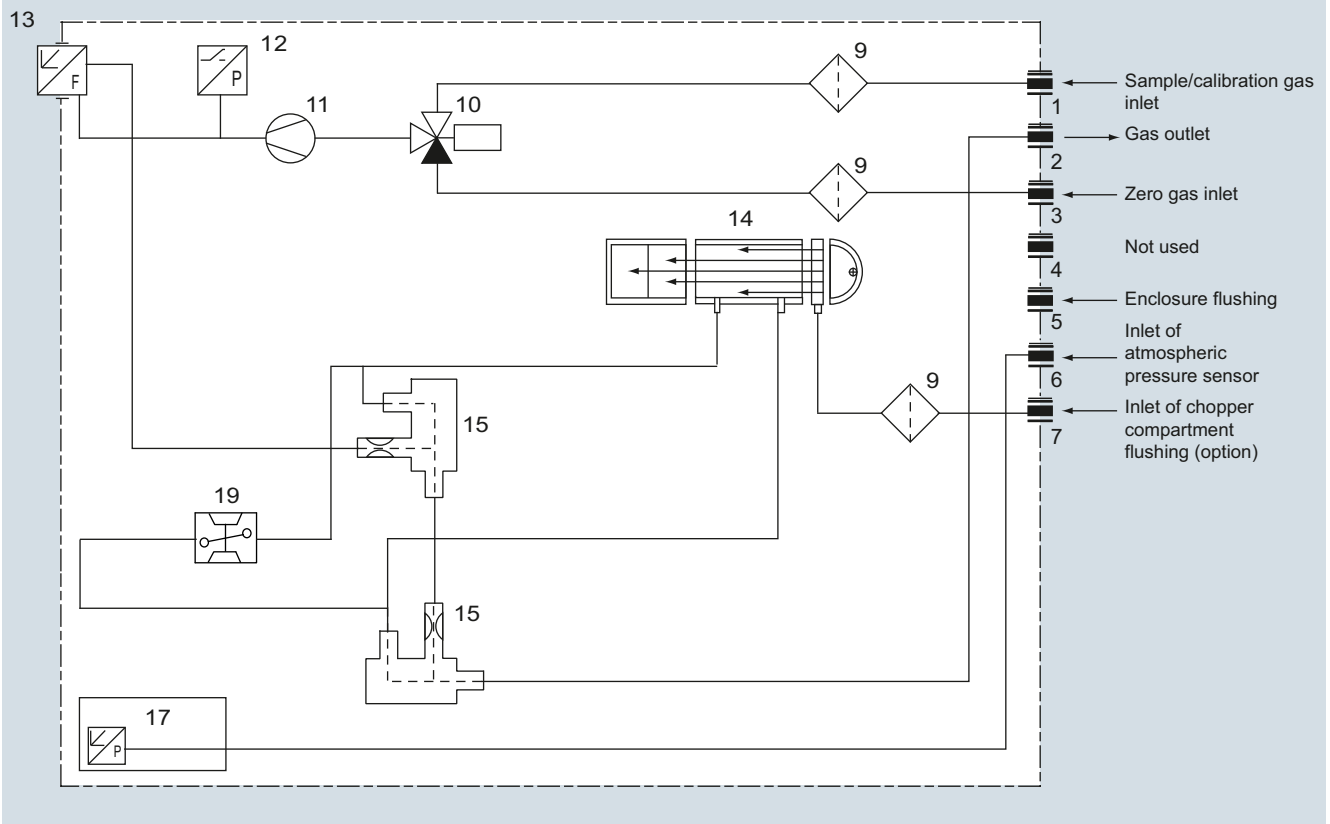 13
F
12
P
11
10
9
1
Sample/calibration gas
inlet
2
Gas outlet
9
3
Zero gas inlet
14
4
Not used
5
Enclosure flushing
6
Inlet of
atmospheric
pressure sensor
9
7
Inlet of chopper
compartment
flushing (option)
15
19
15
17
P